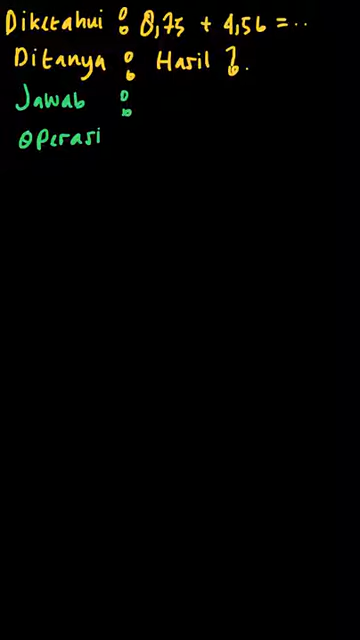 Diketahui : 8,75 + 4,56 = ...
Ditanya : Hasil ?.
Jawab :
Operasi